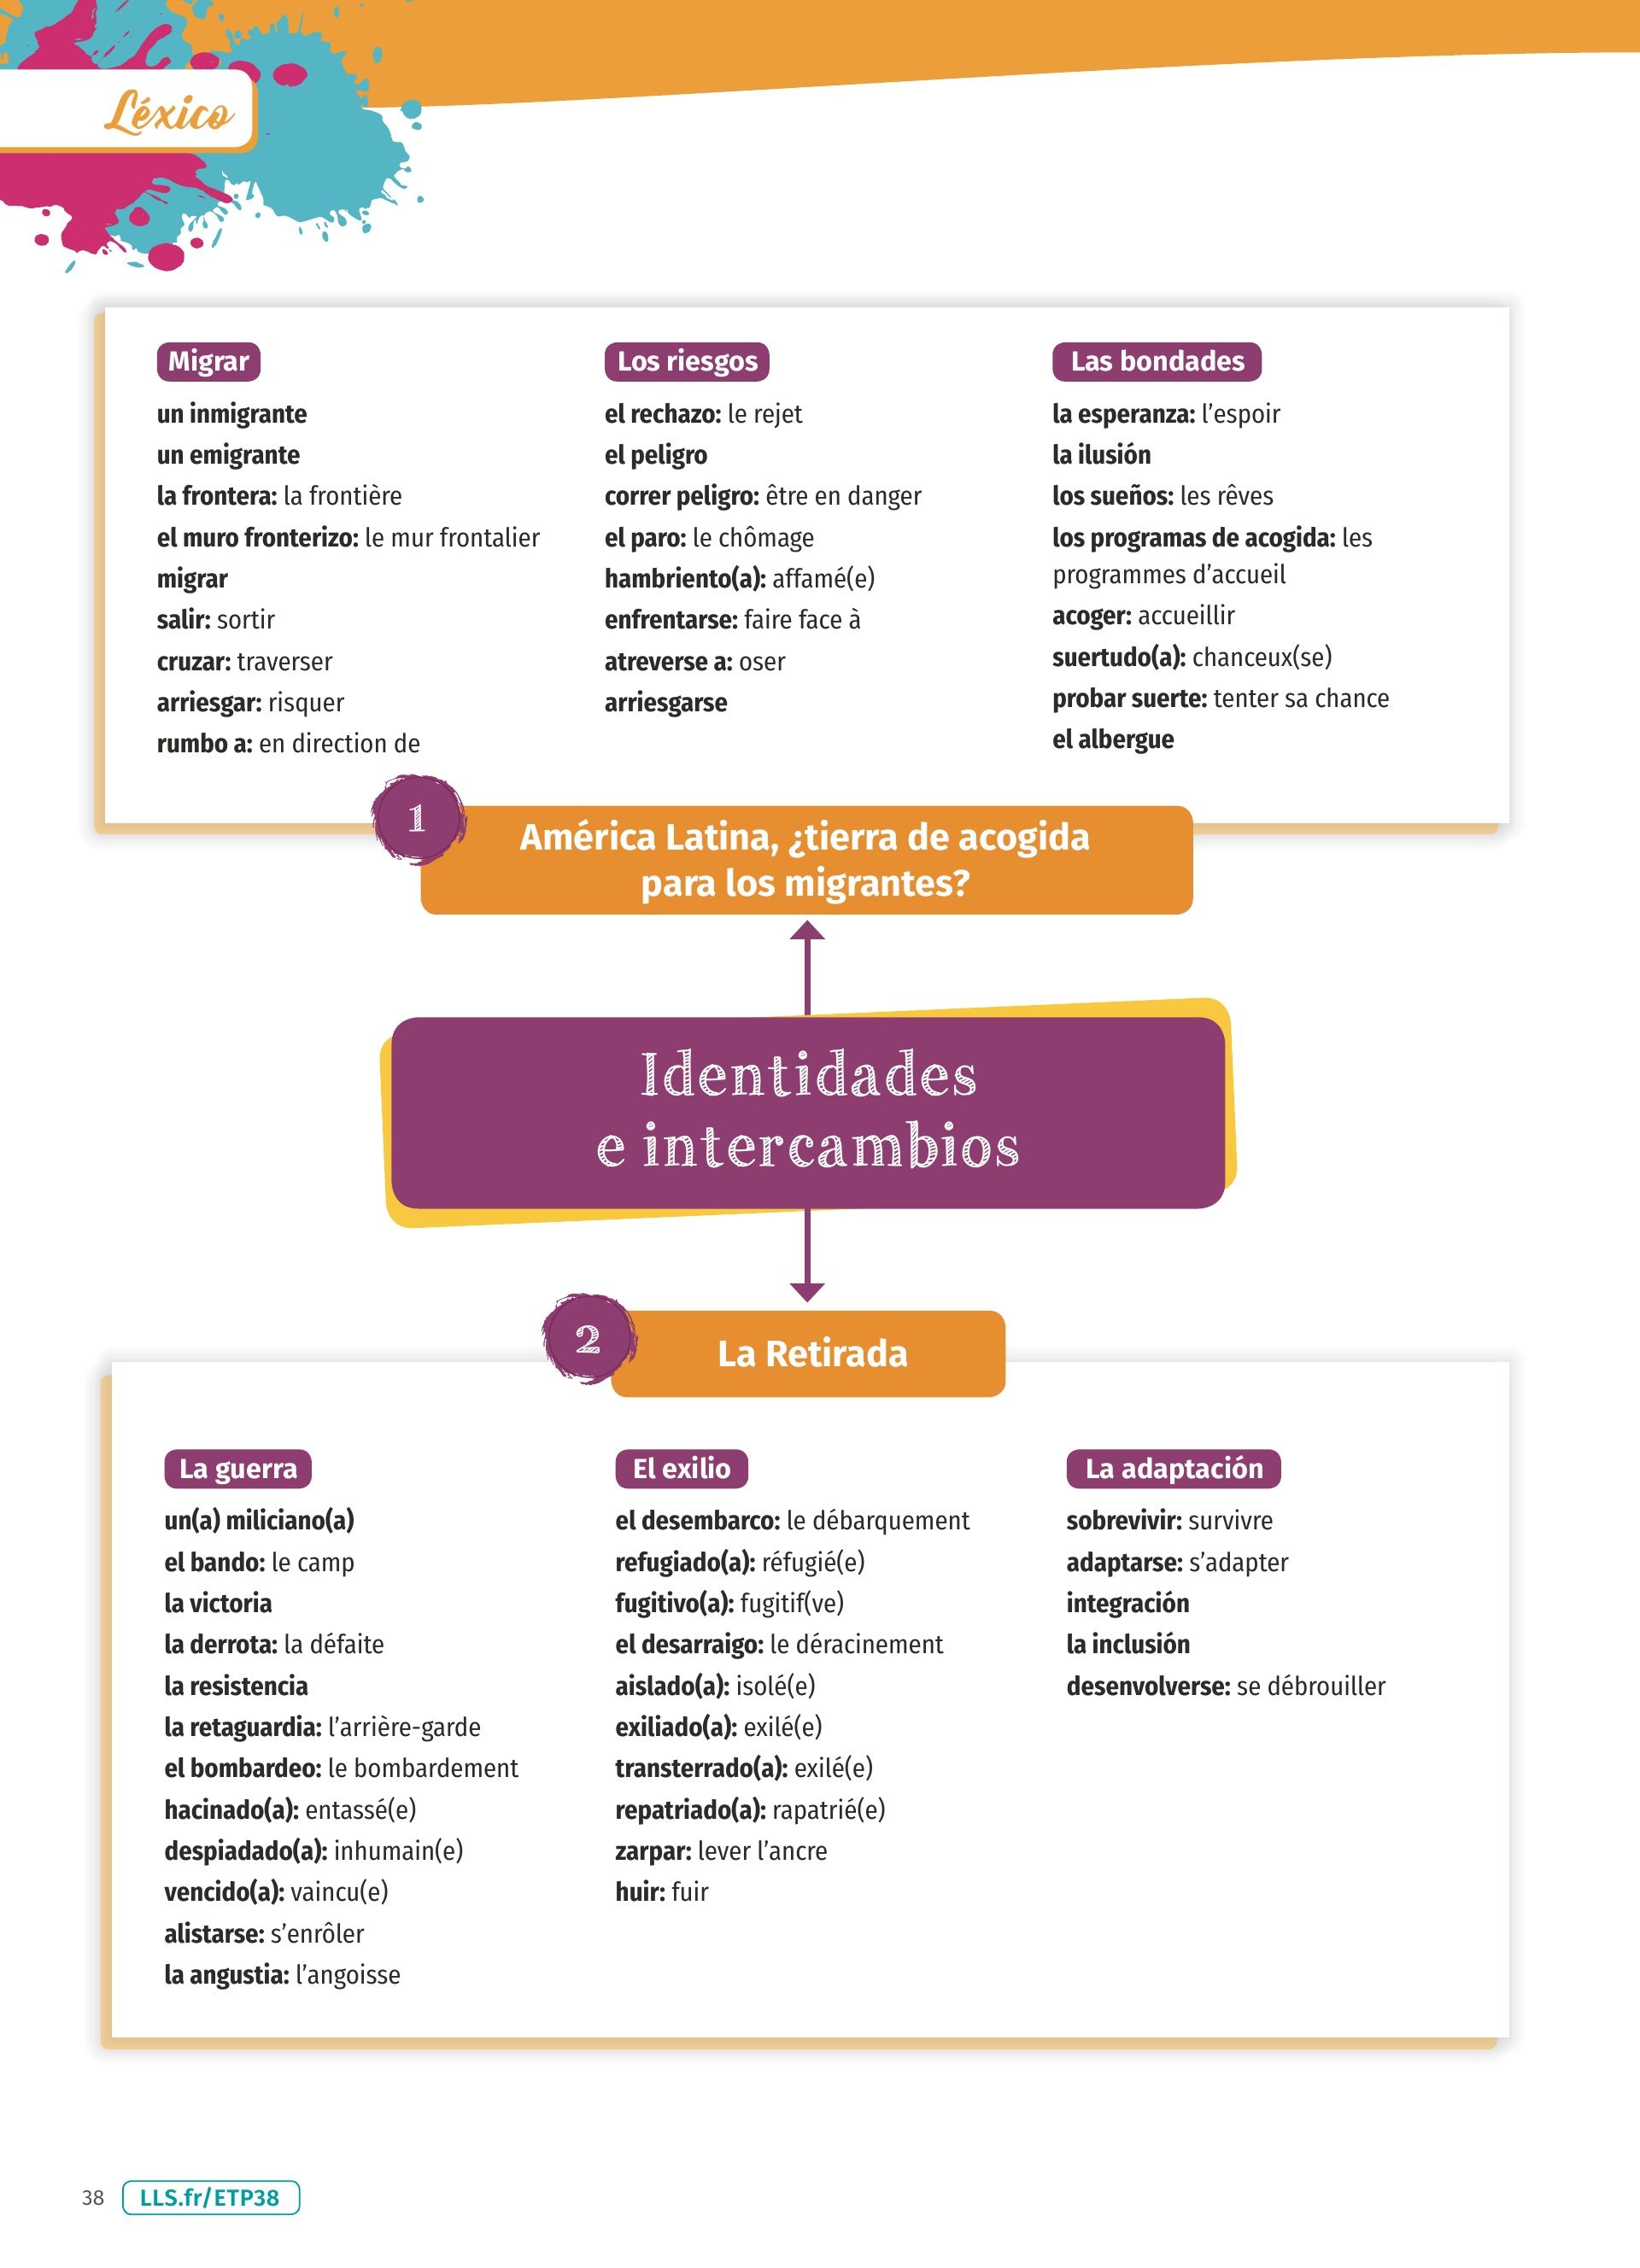 Léxico
Migrar
un inmigrante
un emigrante
la frontera: la frontière
el muro fronterizo: le mur frontalier
migrar
salir: sortir
cruzar: traverser
arriesgar: risquer
rumbo a: en direction de
Los riesgos
el rechazo: le rejet
el peligro
correr peligro: être en danger
el paro: le chômage
hambriento(a): affamé(e)
enfrentarse: faire face à
atreverse a: oser
arriesgarse
Las bondades
la esperanza: l'espoir
la ilusión
los sueños: les rêves
los programas de acogida: les
programmes d'accueil
acoger: accueillir
suertudo(a): chanceux(se)
probar suerte: tenter sa chance
el albergue
1
América Latina, ¿tierra de acogida
para los migrantes?
Identidades
e intercambios
2
La Retirada
La guerra
un(a) miliciano(a)
el bando: le camp
la victoria
la derrota: la défaite
la resistencia
la retaguardia: l'arrière-garde
el bombardeo: le bombardement
hacinado(a): entassé(e)
despiadado(a): inhumain(e)
vencido(a): vaincu(e)
alistarse: s'enrôler
la angustia: l'angoisse
El exilio
el desembarco: le débarquement
refugiado(a): réfugié(e)
fugitivo(a): fugitif(ve)
el desarraigo: le déracinement
aislado(a): isolé(e)
exiliado(a): exilé(e)
transterrado(a): exilé(e)
repatriado(a): rapatrié(e)
zarpar: lever l'ancre
huir: fuir
La adaptación
sobrevivir: survivre
adaptarse: s'adapter
integración
la inclusión
desenvolverse: se débrouiller
38
LLS.fr/ETP38